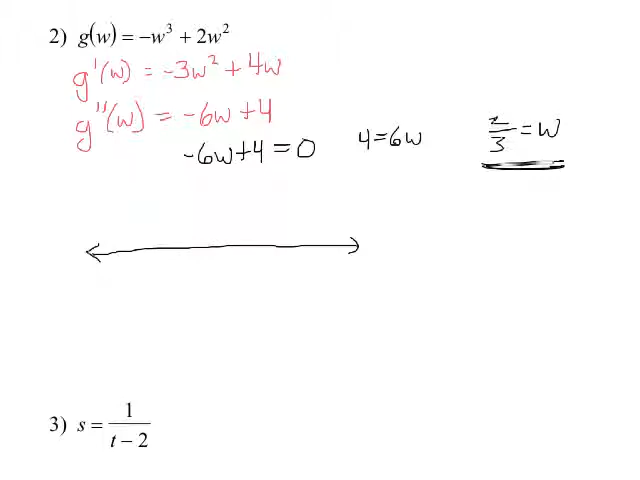 2) g(w) = −w³ + 2w²
g'(w) = -3w² + 4w
g''(w) = -6w + 4
-6w+4 = 0 4=6w 2/3 = w
3) s = 1/(t − 2)